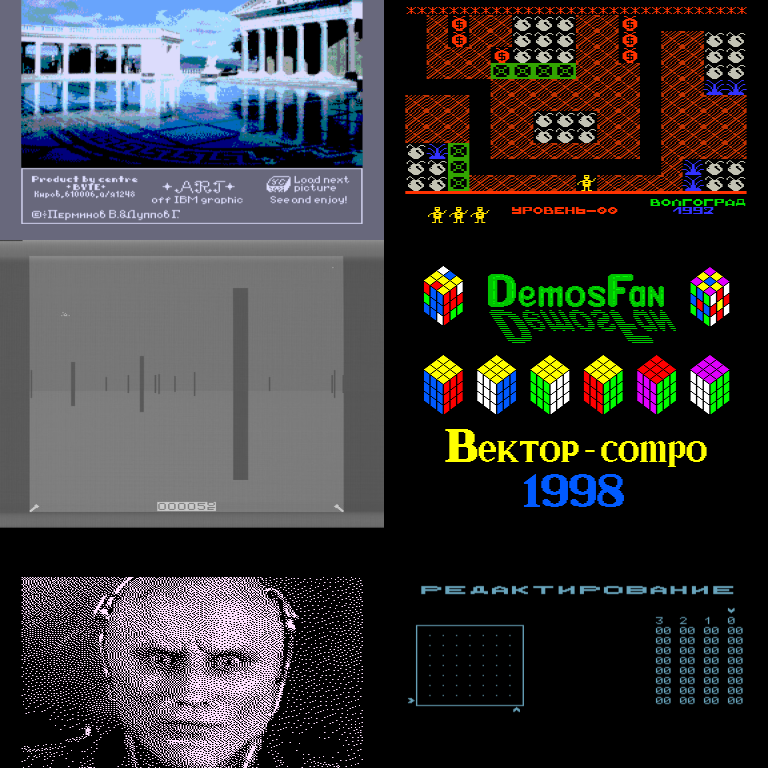 Product by centre
•BYTE•
Киров,610006,а/я1248
ART
off IBM graphic
Load next
picture
See and enjoy!
©÷Перминов В.&Дуппов Г.
УРОВЕНЬ-00
ВОЛГОГРАД
1992
DemosFan
DemosFan
Вектор-compo
1998
РЕДАКТИРОВАНИЕ
3 2 1 0
00 00 00 00
00 00 00 00
00 00 00 00
00 00 00 00
00 00 00 00
00 00 00 00
00 00 00 00
00 00 00 00